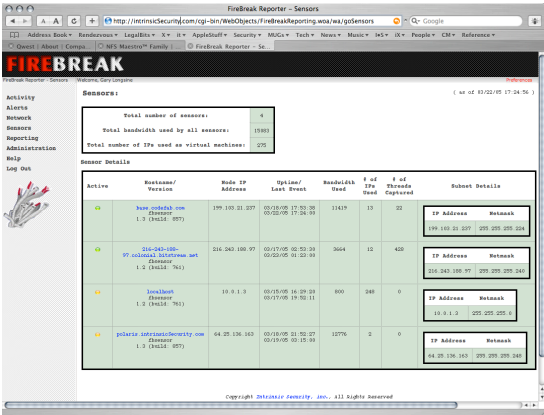 FireBreak Reporter - Sensors
http://intrinsicSecurity.com/cgi-bin/WebObjects/FireBreakReporting.woa/wa/goSensors
Google
Address Book Rendezvous LegalBits X it AppleStuff Security MUGs Tech News Music I+S iX People CM Reference
Qwest | About | Compa... NFS Maestro™ Family | ... FireBreak Reporter - Se...
FIREBREAK
FireBreak Reporter - Sensors Welcome, Gary Longsine Preferences
Activity
Alerts
Network
Sensors
Reporting
Administration
Help
Log Out
Sensors: ( as of 03/22/05 17:24:56 )
Total number of sensors: 4
Total bandwidth used by all sensors: 15883
Total number of IPs used as virtual machines: 275
Sensor Details
Active Hostname/ Version Node IP Address Uptime/ Last Event Bandwidth Used # of IPs Used # of Threads Captured Subnet Details
base.codefab.com fbsensor 1.3 (build: 857) 199.103.21.237 03/18/05 17:53:38 03/22/05 17:24:00 11419 13 22
IP Address Netmask
199.103.21.237 255.255.255.224
216-243-188-97.colonial.bitstream.net fbsensor 1.2 (build: 761) 216.243.188.97 03/17/05 02:53:20 03/23/05 01:23:00 3664 12 428
IP Address Netmask
216.243.188.97 255.255.255.240
localhost fbsensor 1.2 (build: 761) 10.0.1.3 03/15/05 16:29:20 03/17/05 19:52:11 800 248 0
IP Address Netmask
10.0.1.3 255.255.255.0
polaris.intrinsicSecurity.com fbsensor 1.3 (build: 857) 64.25.136.163 03/18/05 21:52:27 03/19/05 03:15:00 12776 2 0
IP Address Netmask
64.25.136.163 255.255.255.248
Copyright Intrinsic Security, inc., All Rights Reserved